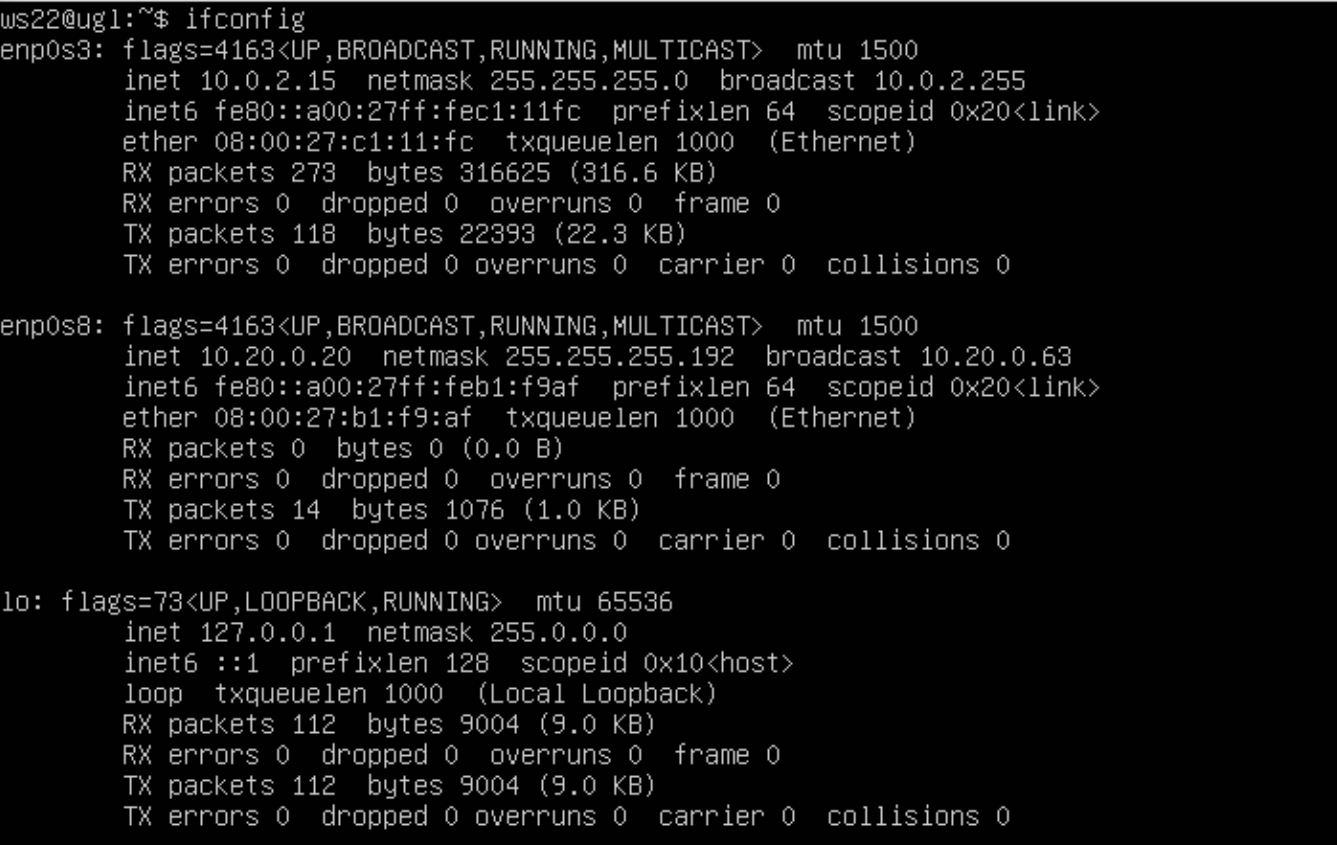 ws22@ugl:~$ ifconfig
enp0s3: flags=4163<UP,BROADCAST,RUNNING,MULTICAST>  mtu 1500
        inet 10.0.2.15  netmask 255.255.255.0  broadcast 10.0.2.255
        inet6 fe80::a00:27ff:fec1:11fc  prefixlen 64  scopeid 0x20<link>
        ether 08:00:27:c1:11:fc  txqueuelen 1000  (Ethernet)
        RX packets 273  bytes 316625 (316.6 KB)
        RX errors 0  dropped 0  overruns 0  frame 0
        TX packets 118  bytes 22393 (22.3 KB)
        TX errors 0  dropped 0 overruns 0  carrier 0  collisions 0

enp0s8: flags=4163<UP,BROADCAST,RUNNING,MULTICAST>  mtu 1500
        inet 10.20.0.20  netmask 255.255.255.192  broadcast 10.20.0.63
        inet6 fe80::a00:27ff:feb1:f9af  prefixlen 64  scopeid 0x20<link>
        ether 08:00:27:b1:f9:af  txqueuelen 1000  (Ethernet)
        RX packets 0  bytes 0 (0.0 B)
        RX errors 0  dropped 0  overruns 0  frame 0
        TX packets 14  bytes 1076 (1.0 KB)
        TX errors 0  dropped 0 overruns 0  carrier 0  collisions 0

lo: flags=73<UP,LOOPBACK,RUNNING>  mtu 65536
        inet 127.0.0.1  netmask 255.0.0.0
        inet6 ::1  prefixlen 128  scopeid 0x10<host>
        loop  txqueuelen 1000  (Local Loopback)
        RX packets 112  bytes 9004 (9.0 KB)
        RX errors 0  dropped 0  overruns 0  frame 0
        TX packets 112  bytes 9004 (9.0 KB)
        TX errors 0  dropped 0 overruns 0  carrier 0  collisions 0